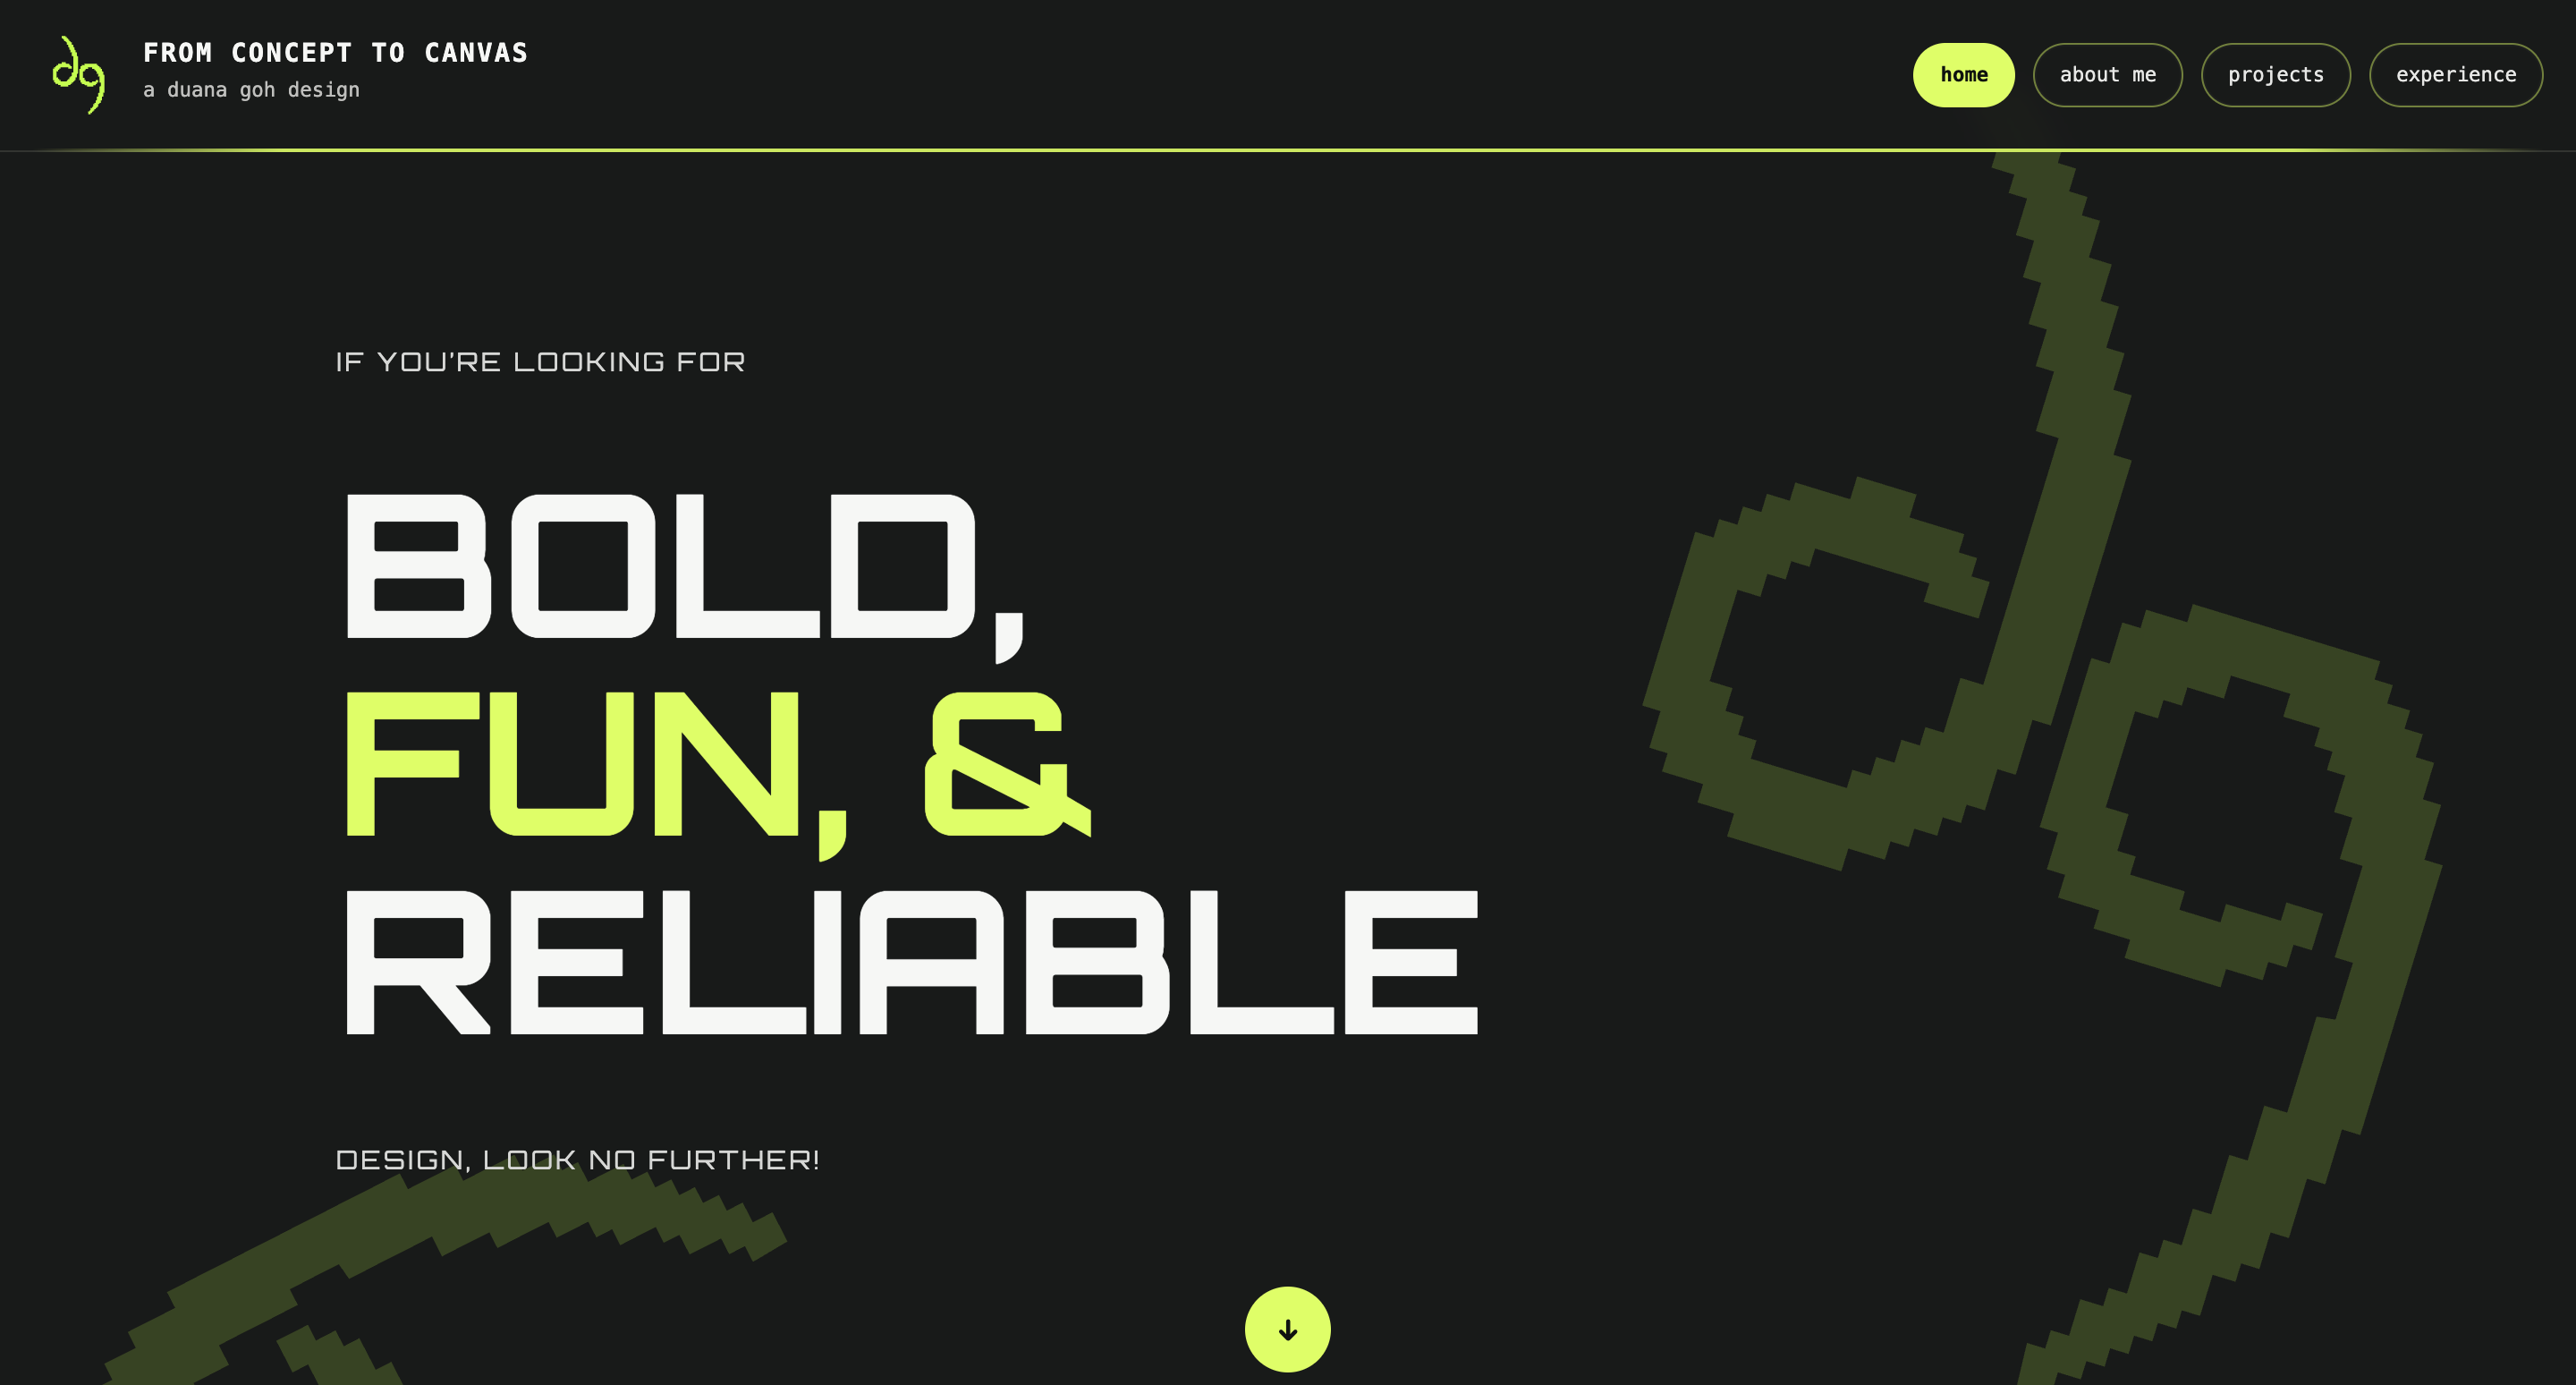 dg
FROM CONCEPT TO CANVAS
a duana goh design
home
about me
projects
experience
IF YOU'RE LOOKING FOR
BOLD,
FUN, &
RELIABLE
DESIGN, LOOK NO FURTHER!